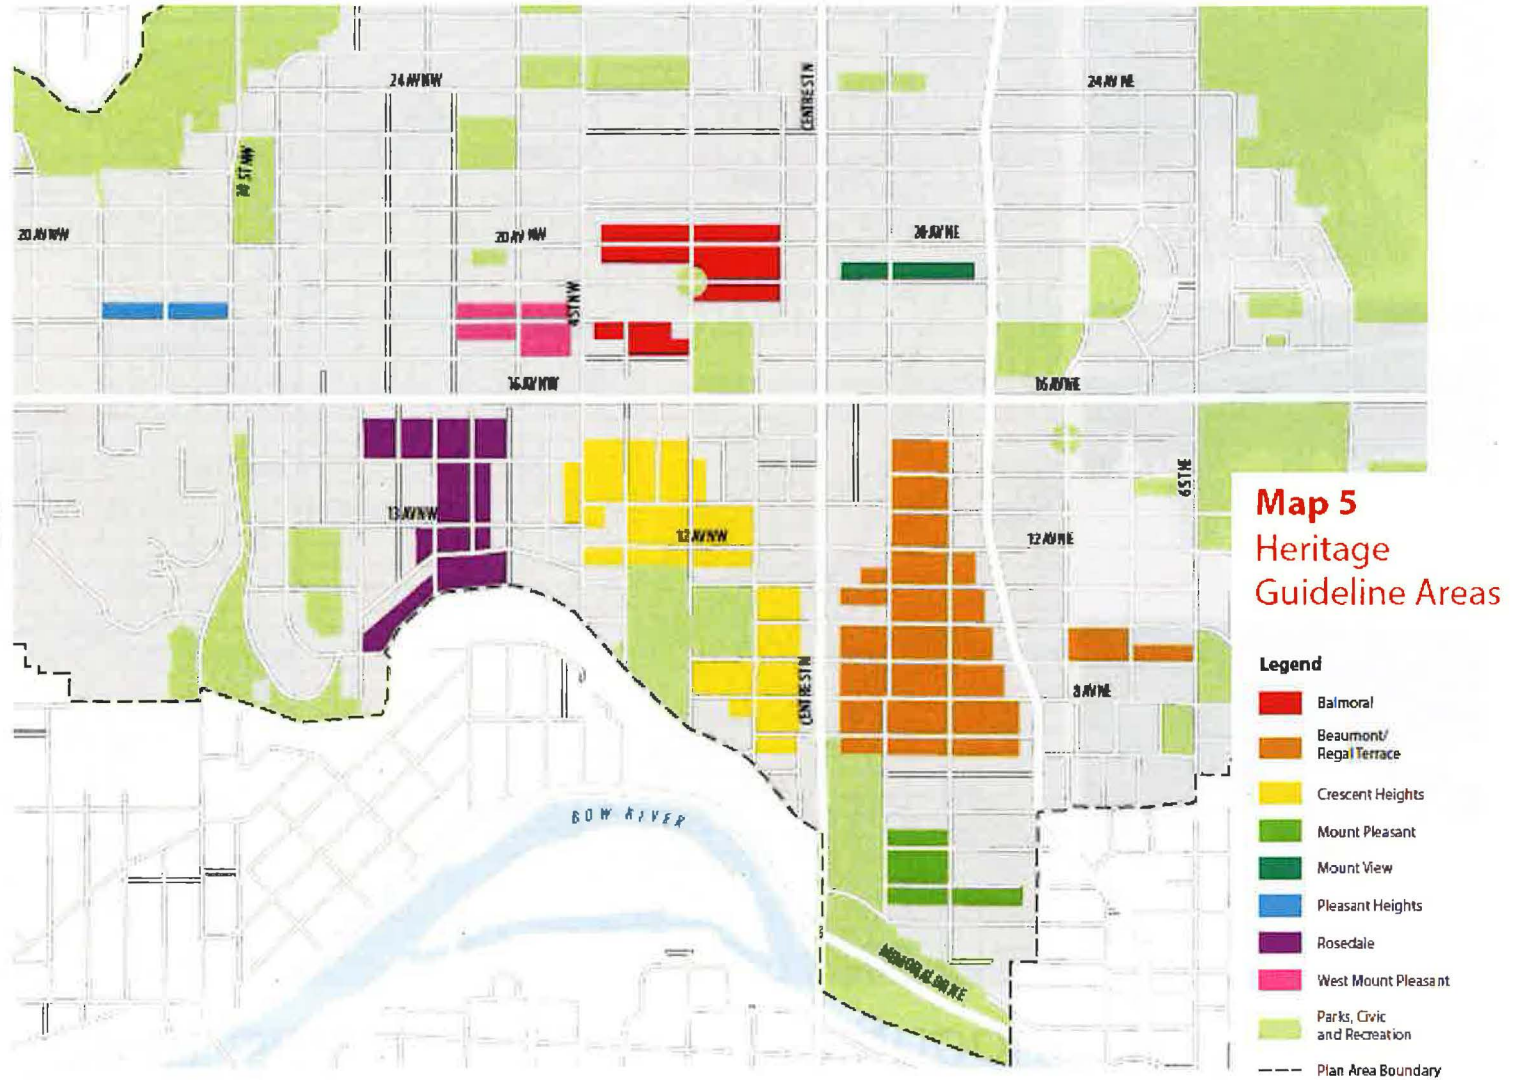 24 AV NW
CENTRE ST N
24 AV NE
10 ST NW
20 AV NW
20 AV NW
20 AV NE
4 ST NW
16 AV NW
16 AV NE
13 AV NW
12 AV NW
12 AV NE
6 ST NE
CENTRE ST N
8 AV NE
BOW RIVER
MEMORIAL DR NE
Map 5
Heritage
Guideline Areas
Legend
Balmoral
Beaumont/
Regal Terrace
Crescent Heights
Mount Pleasant
Mount View
Pleasant Heights
Rosedale
West Mount Pleasant
Parks, Civic
and Recreation
Plan Area Boundary